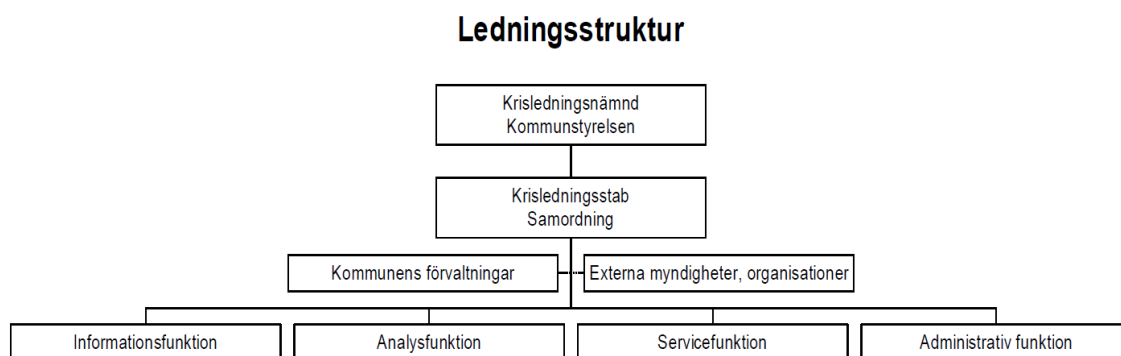 Ledningsstruktur
Krisledningsnämnd
Kommunstyrelsen
Krisledningsstab
Samordning
Kommunens förvaltningar
Externa myndigheter, organisationer
Informationsfunktion
Analysfunktion
Servicefunktion
Administrativ funktion